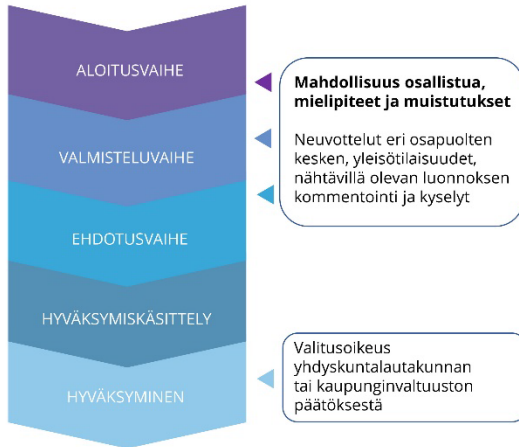 ALOITUSVAIHE
Mahdollisuus osallistua,
mielipiteet ja muistutukset
Neuvottelut eri osapuolten
kesken, yleisötilaisuudet,
nähtävillä olevan luonnoksen
kommentointi ja kyselyt
VALMISTELUVAIHE
EHDOTUSVAIHE
HYVÄKSYMISKÄSITTELY
HYVÄKSYMINEN
Valitusoikeus
yhdyskuntalautakunnan
tai kaupunginvaltuuston
päätöksestä